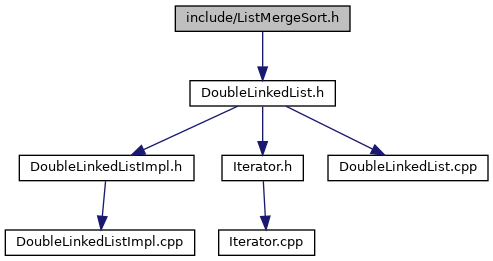 include/ListMergeSort.h
DoubleLinkedList.h
DoubleLinkedListImpl.h
Iterator.h
DoubleLinkedList.cpp
DoubleLinkedListImpl.cpp
Iterator.cpp